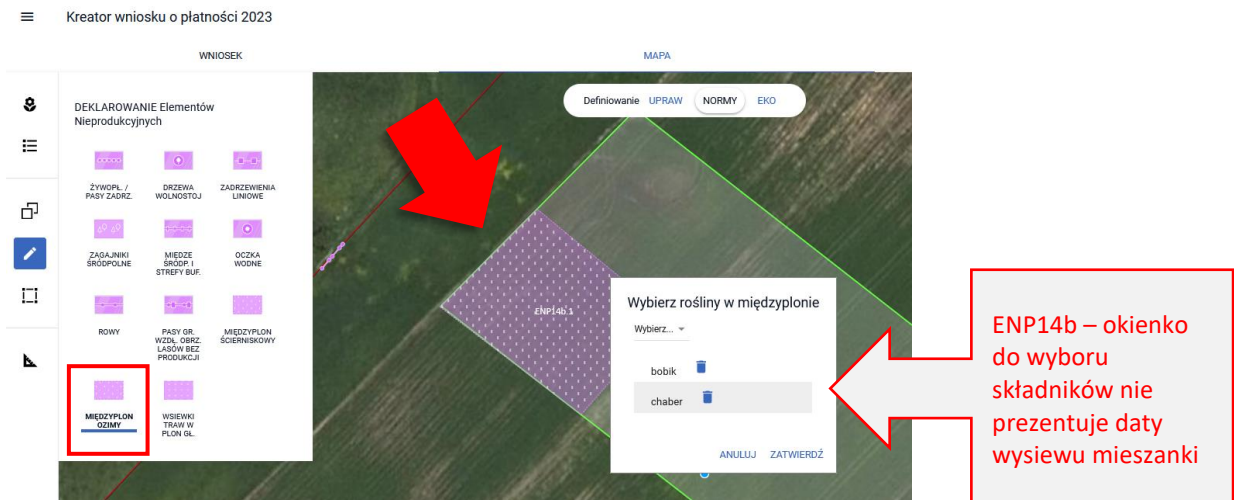 Kreator wniosku o płatności 2023
WNIOSEK
MAPA
DEKLAROWANIE Elementów
Nieprodukcyjnych
ŻYWOPŁ. /
PASY ZADRZ.
DRZEWA
WOLNOSTOJ
ZADRZEWIENIA
LINIOWE
ZAGAJNIKI
ŚRÓDPOLNE
MIEDZE
ŚRÓDP. I
STREFY BUF.
OCZKA
WODNE
ROWY
PASY GR.
WZDŁ. OBRZ.
LASÓW BEZ
PRODUKCJI
MIĘDZYPLON
ŚCIERNISKOWY
MIĘDZYPLON
OZIMY
WSIEWKI
TRAW W
PLON GŁ.
Definiowanie UPRAW NORMY EKO
ENP14b.1
Wybierz rośliny w międzyplonie
Wybierz...
bobik
chaber
ANULUJ ZATWIERDŹ
ENP14b – okienko
do wyboru
składników nie
prezentuje daty
wysiewu mieszanki